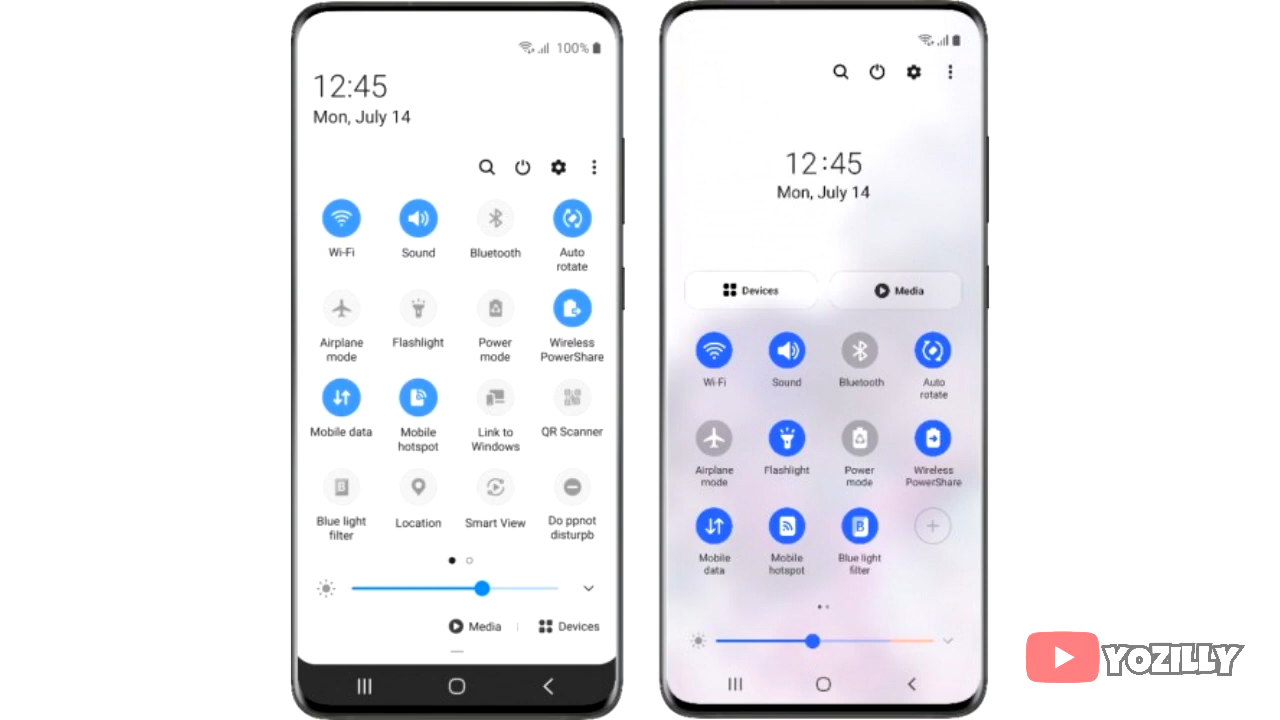 100%
12:45
Mon, July 14
Wi-Fi
Sound
Bluetooth
Auto
rotate
Airplane
mode
Flashlight
Power
mode
Wireless
PowerShare
Mobile data
Mobile
hotspot
Link to
Windows
QR Scanner
Blue light
filter
Location
Smart View
Do ppnot
disturpb
Media
Devices
12:45
Mon, July 14
Devices
Media
Wi-Fi
Sound
Bluetooth
Auto
rotate
Airplane
mode
Flashlight
Power
mode
Wireless
PowerShare
Mobile
data
Mobile
hotspot
Blue light
filter
YOZILLY